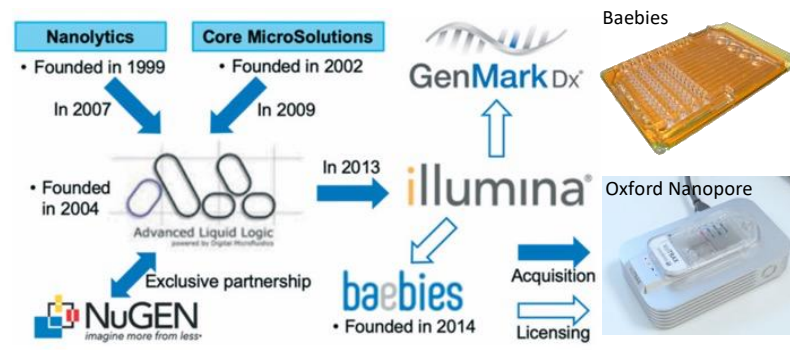 Nanolytics
• Founded in 1999
Core MicroSolutions
• Founded in 2002
In 2007
In 2009
• Founded
in 2004
Advanced Liquid Logic
powered by Digital Microfluidics
In 2013
illumina®
GenMark Dx®
Exclusive partnership
NuGEN
imagine more from less
baebies
• Founded in 2014
Acquisition
Licensing
Baebies
Oxford Nanopore